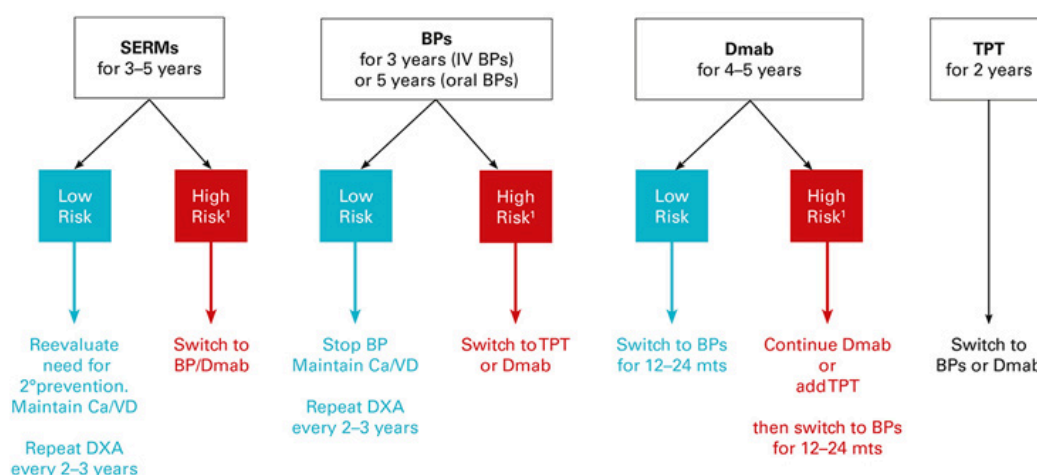 SERMs
for 3–5 years
BPs
for 3 years (IV BPs)
or 5 years (oral BPs)
Dmab
for 4–5 years
TPT
for 2 years
Low
Risk
High
Risk¹
Low
Risk
High
Risk¹
Low
Risk
High
Risk¹
Reevaluate
need for
2°prevention.
Maintain Ca/VD
Repeat DXA
every 2–3 years
Switch to
BP/Dmab
Stop BP
Maintain Ca/VD
Repeat DXA
every 2–3 years
Switch to TPT
or Dmab
Switch to BPs
for 12–24 mts
Continue Dmab
or
add TPT
then switch to BPs
for 12–24 mts
Switch to
BPs or Dmab